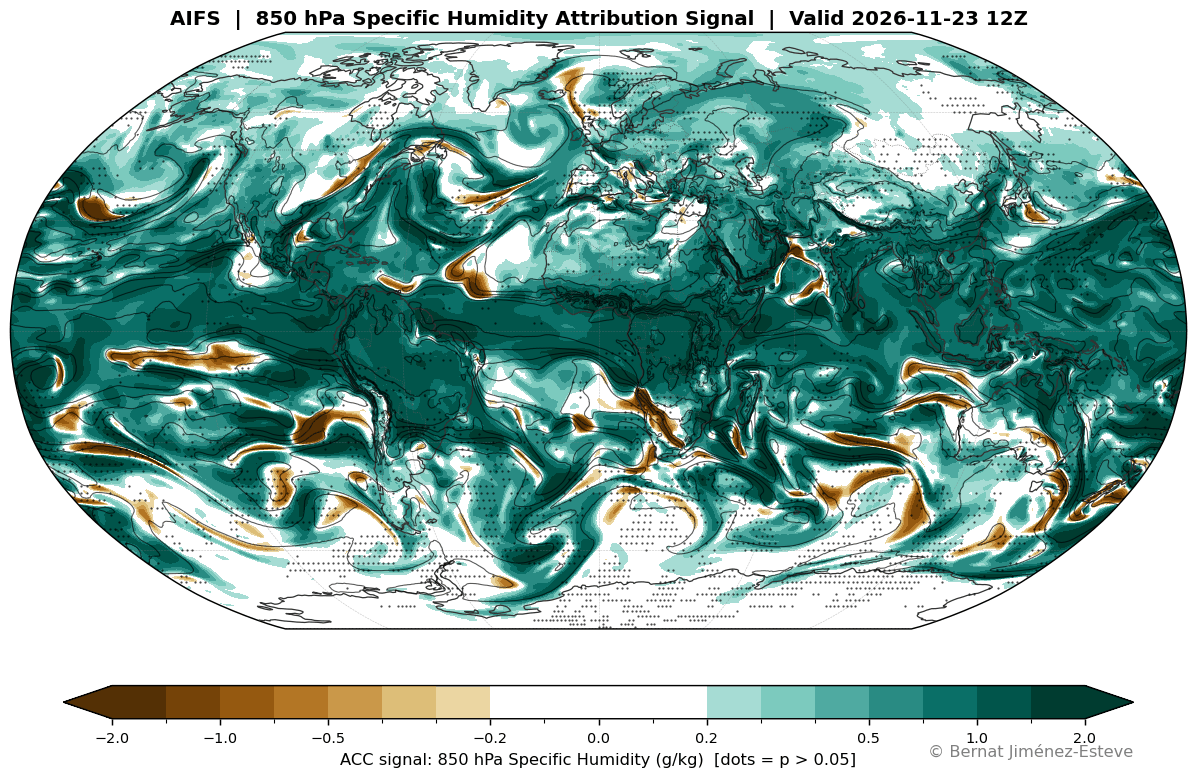 AIFS | 850 hPa Specific Humidity Attribution Signal | Valid 2026-11-23 12Z
−2.0 −1.0 −0.5 −0.2 0.0 0.2 0.5 1.0 2.0
ACC signal: 850 hPa Specific Humidity (g/kg) [dots = p > 0.05]
© Bernat Jiménez-Esteve